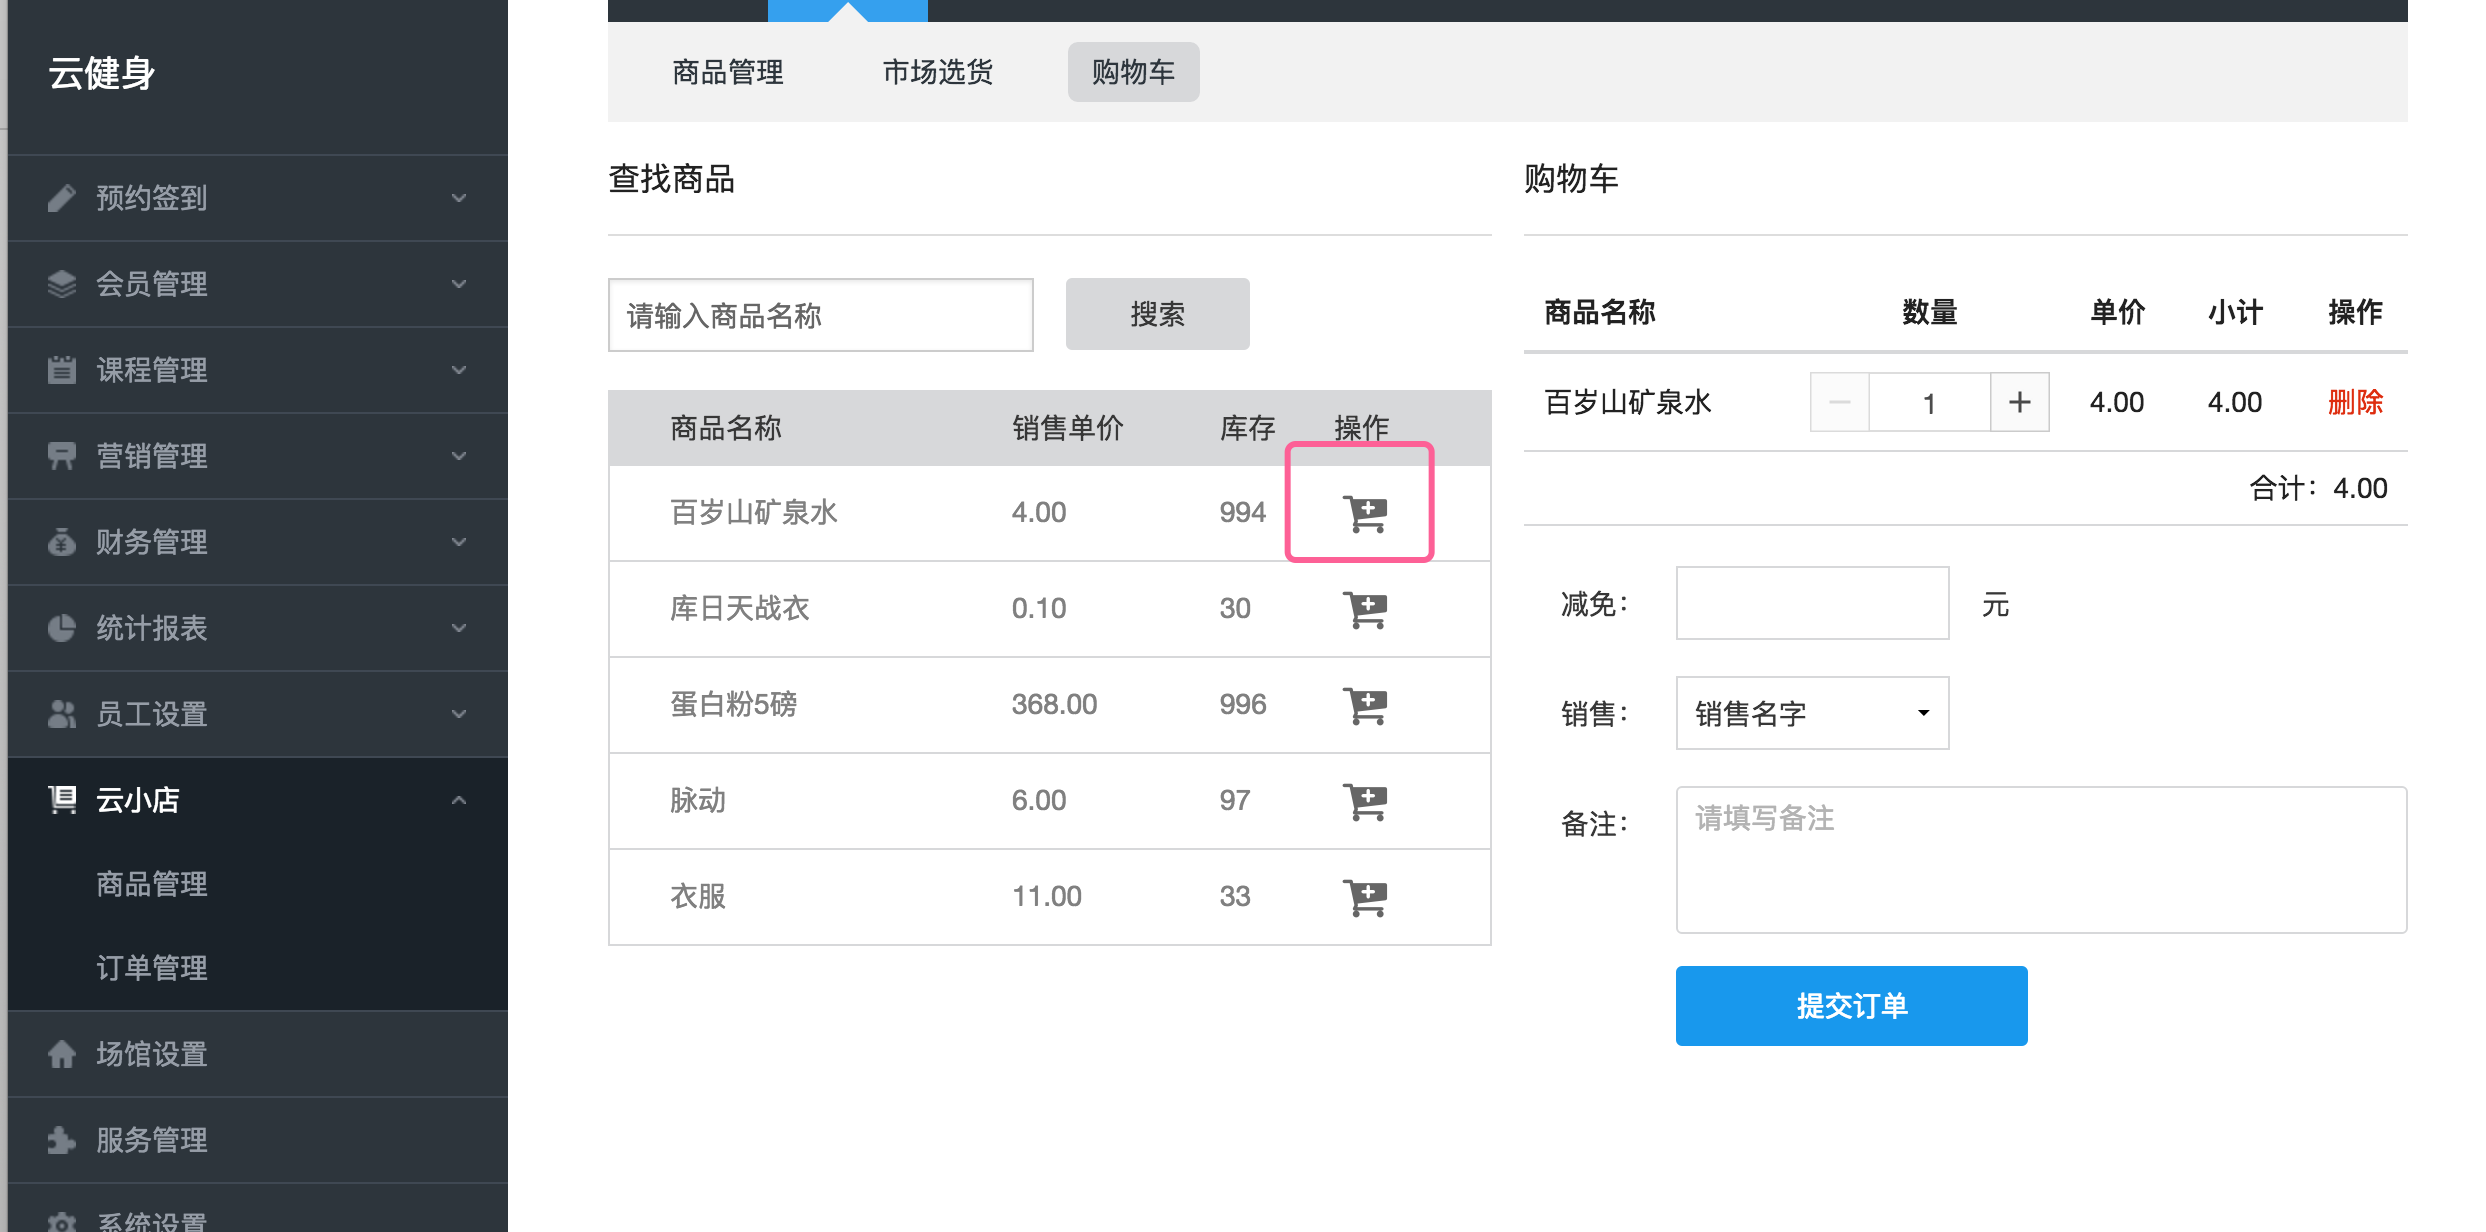 云健身
预约签到
会员管理
课程管理
营销管理
财务管理
统计报表
员工设置
云小店
商品管理
订单管理
场馆设置
服务管理
系统设置
商品管理 市场选货 购物车
查找商品
请输入商品名称 搜索
商品名称 销售单价 库存 操作
百岁山矿泉水 4.00 994
库日天战衣 0.10 30
蛋白粉5磅 368.00 996
脉动 6.00 97
衣服 11.00 33
购物车
商品名称 数量 单价 小计 操作
百岁山矿泉水 − 1 + 4.00 4.00 删除
合计：4.00
减免： 元
销售： 销售名字
备注： 请填写备注
提交订单